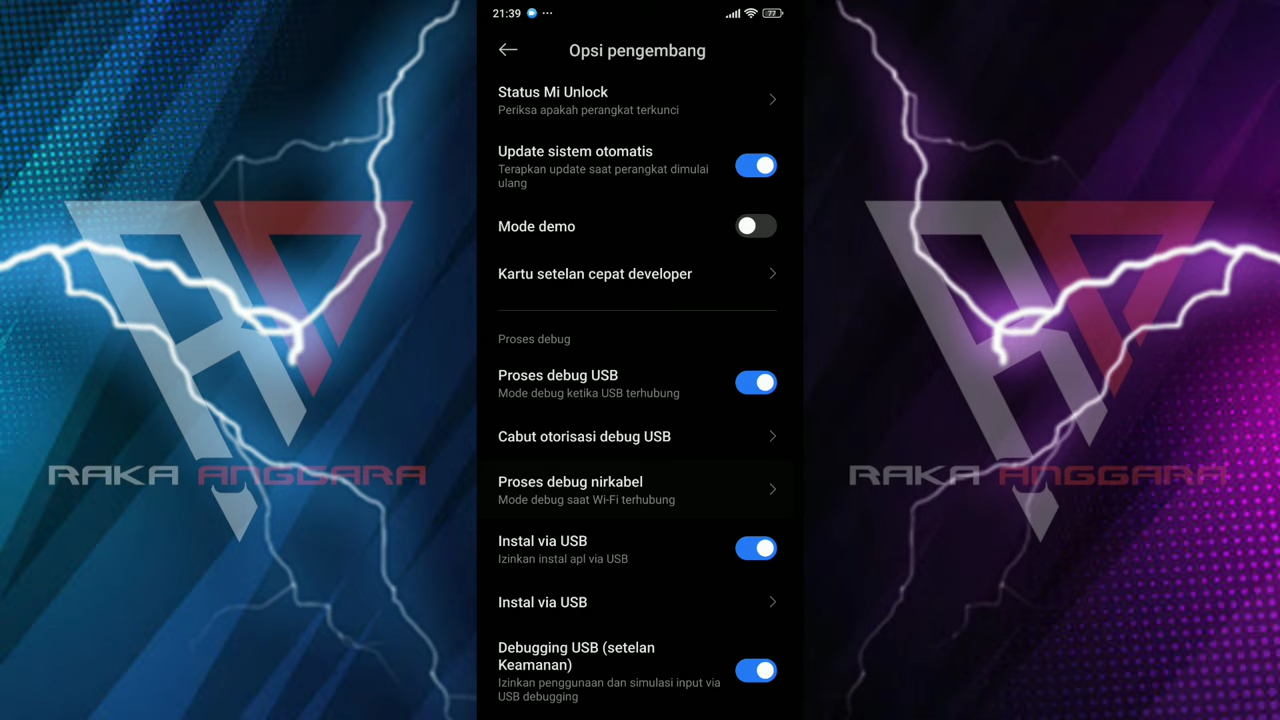 21:39
77
Opsi pengembang
Status Mi Unlock
Periksa apakah perangkat terkunci
Update sistem otomatis
Terapkan update saat perangkat dimulai
ulang
Mode demo
Kartu setelan cepat developer
Proses debug
Proses debug USB
Mode debug ketika USB terhubung
Cabut otorisasi debug USB
Proses debug nirkabel
Mode debug saat Wi-Fi terhubung
Instal via USB
Izinkan instal apl via USB
Instal via USB
Debugging USB (setelan
Keamanan)
Izinkan penggunaan dan simulasi input via
USB debugging
RAKA ANGGARA
RAKA ANGGARA